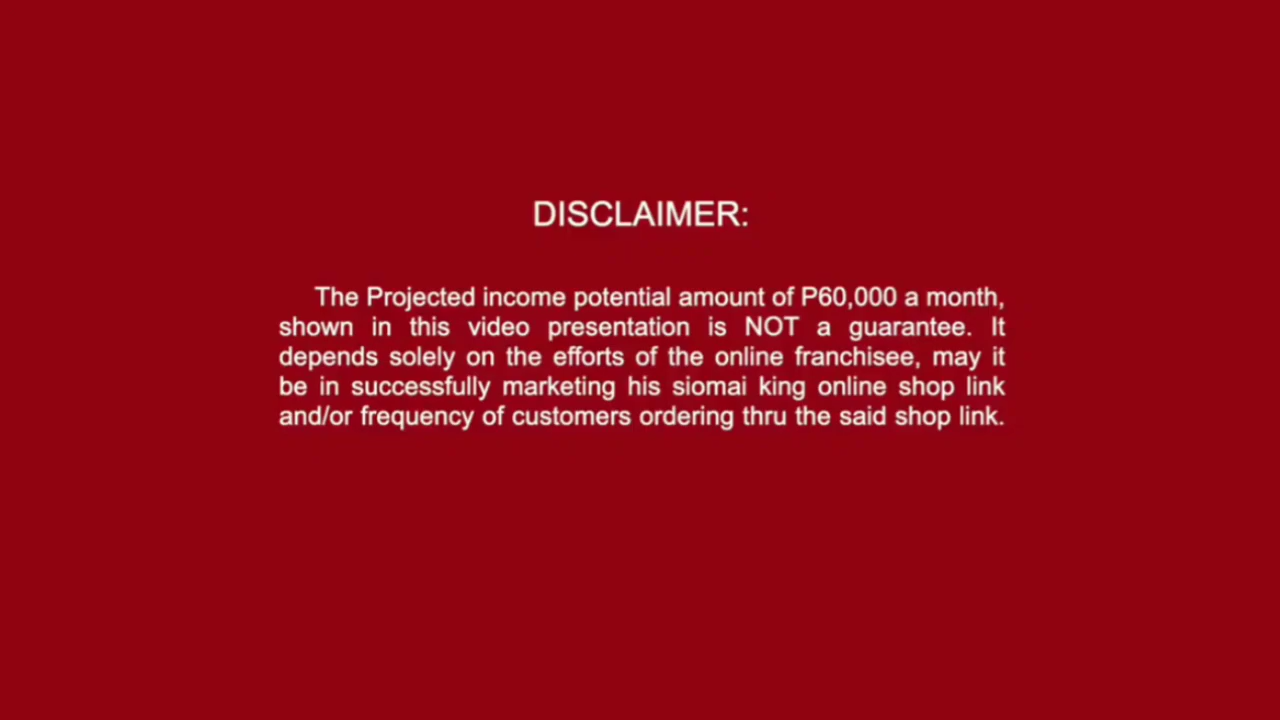 DISCLAIMER:
The Projected income potential amount of P60,000 a month,
shown in this video presentation is NOT a guarantee. It
depends solely on the efforts of the online franchisee, may it
be in successfully marketing his siomai king online shop link
and/or frequency of customers ordering thru the said shop link.